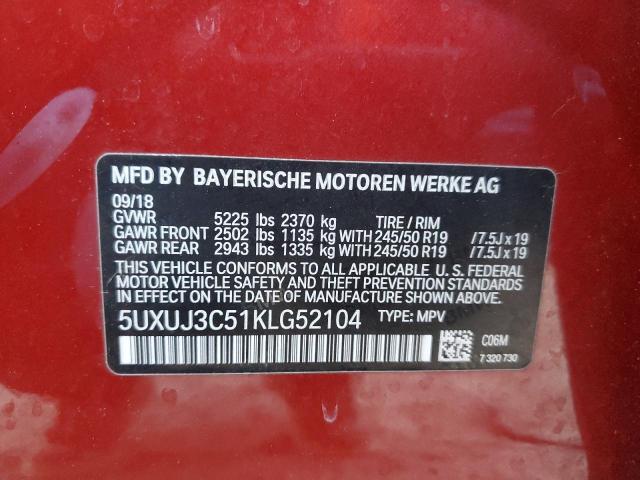 MFD BY BAYERISCHE MOTOREN WERKE AG
09/18
GVWR 5225 lbs 2370 kg TIRE / RIM
GAWR FRONT 2502 lbs 1135 kg WITH 245/50 R19 /7.5J x 19
GAWR REAR 2943 lbs 1335 kg WITH 245/50 R19 /7.5J x 19
THIS VEHICLE CONFORMS TO ALL APPLICABLE U. S. FEDERAL
MOTOR VEHICLE SAFETY AND THEFT PREVENTION STANDARDS
IN EFFECT ON THE DATE OF MANUFACTURE SHOWN ABOVE.
5UXUJ3C51KLG52104 TYPE: MPV
C06M
7 320 730